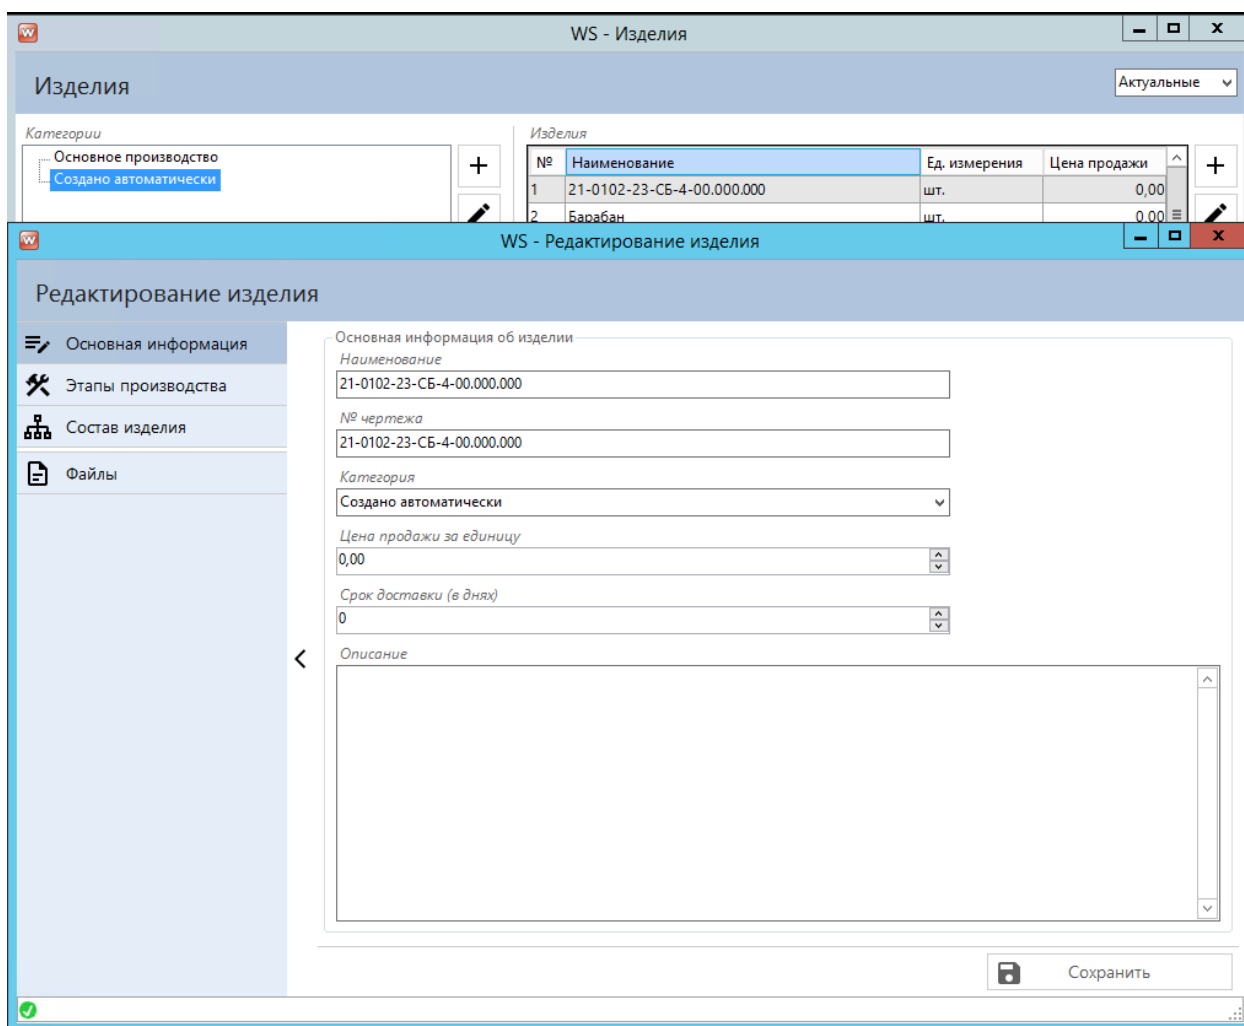 WS - Изделия
Изделия
Актуальные
Категории
Основное производство
Создано автоматически
Изделия
№ Наименование Ед. измерения Цена продажи
1 21-0102-23-СБ-4-00.000.000 шт. 0,00
2 Барабан шт. 0,00
WS - Редактирование изделия
Редактирование изделия
Основная информация
Этапы производства
Состав изделия
Файлы
Основная информация об изделии
Наименование
21-0102-23-СБ-4-00.000.000
№ чертежа
21-0102-23-СБ-4-00.000.000
Категория
Создано автоматически
Цена продажи за единицу
0,00
Срок доставки (в днях)
0
Описание
Сохранить